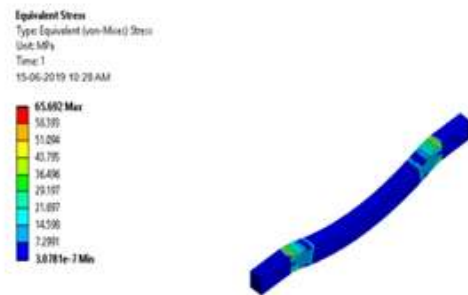 Equivalent Stress
Type: Equivalent (von-Mises) Stress
Unit: MPa
Time: 1
15-06-2019 10:28 AM
65.692 Max
58.393
51.094
43.795
36.496
29.197
21.897
14.598
7.2991
3.0781e-7 Min